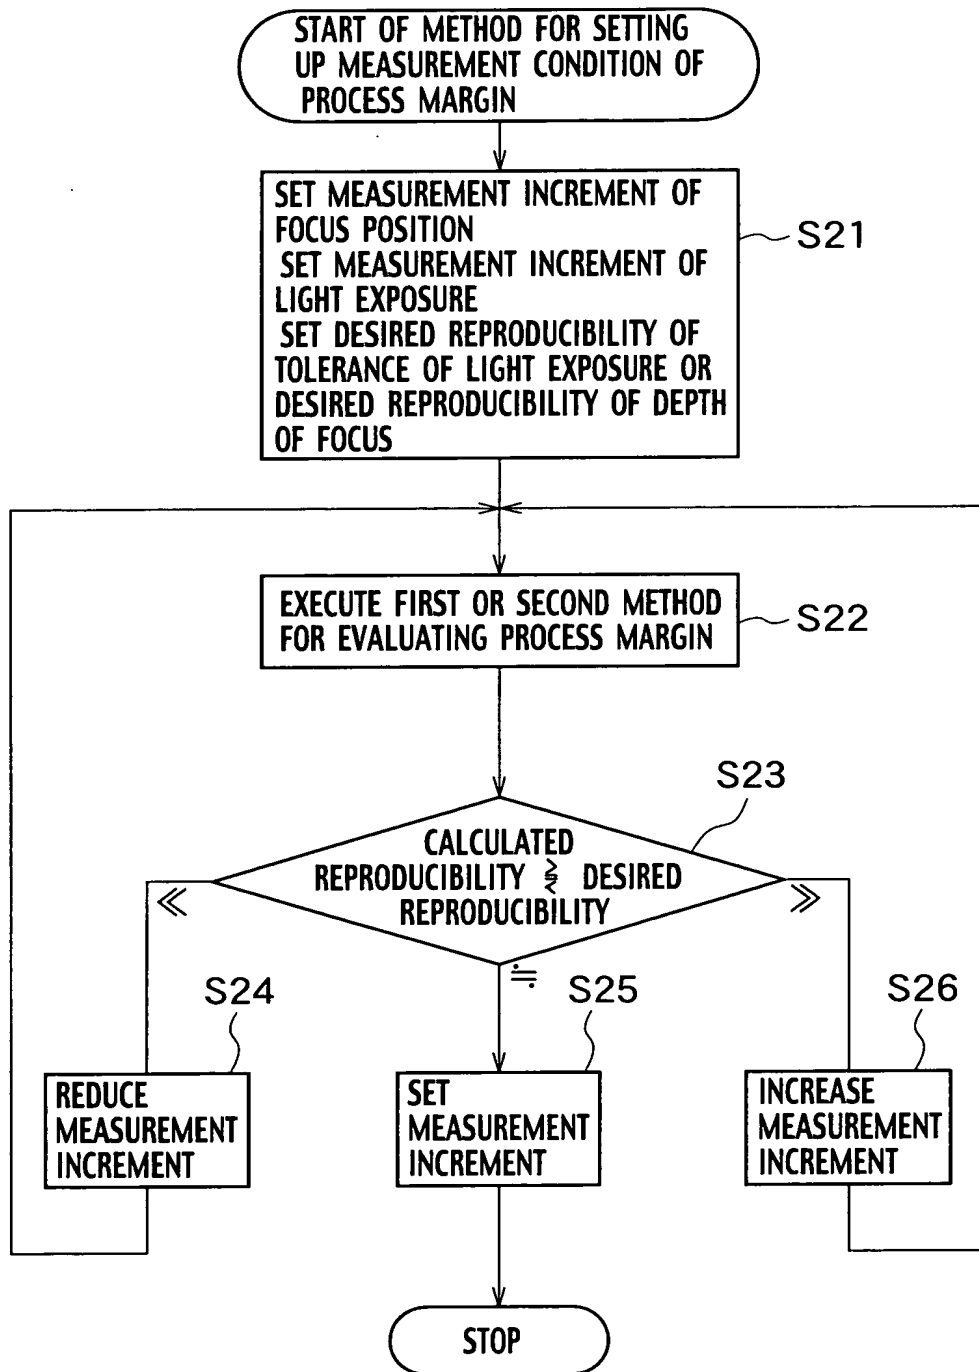 START OF METHOD FOR SETTING
UP MEASUREMENT CONDITION OF
PROCESS MARGIN
SET MEASUREMENT INCREMENT OF
FOCUS POSITION
SET MEASUREMENT INCREMENT OF
LIGHT EXPOSURE
SET DESIRED REPRODUCIBILITY OF
TOLERANCE OF LIGHT EXPOSURE OR
DESIRED REPRODUCIBILITY OF DEPTH
OF FOCUS
S21
EXECUTE FIRST OR SECOND METHOD
FOR EVALUATING PROCESS MARGIN
S22
S23
CALCULATED
REPRODUCIBILITY ⪌ DESIRED
REPRODUCIBILITY
≪
≫
≒
S24
S25
S26
REDUCE
MEASUREMENT
INCREMENT
SET
MEASUREMENT
INCREMENT
INCREASE
MEASUREMENT
INCREMENT
STOP